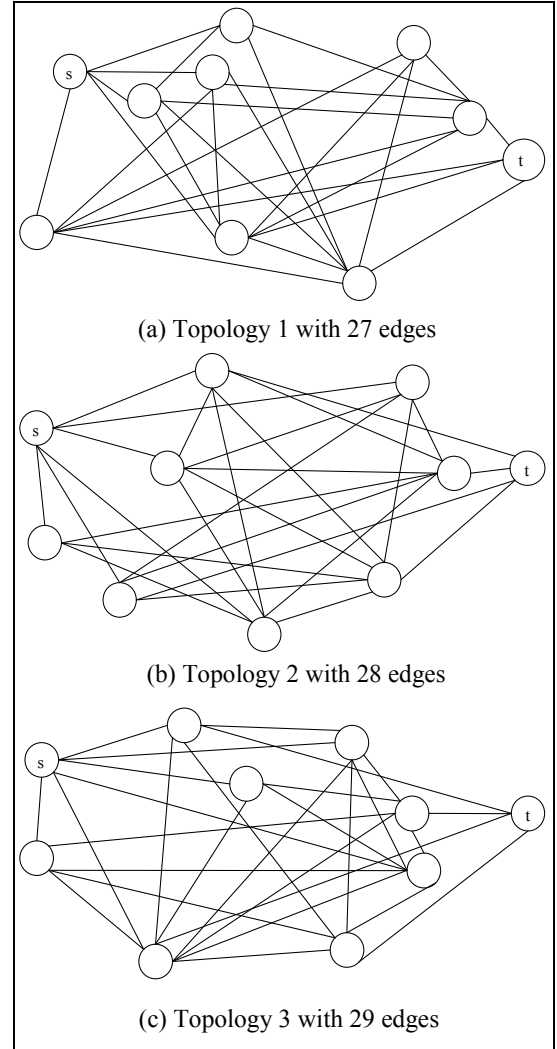 s
t
(a) Topology 1 with 27 edges
s
t
(b) Topology 2 with 28 edges
s
t
(c) Topology 3 with 29 edges